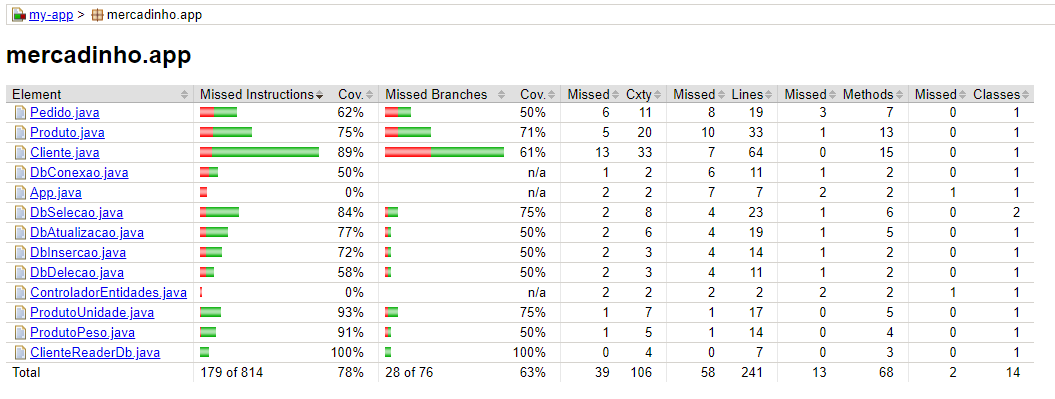 my-app > mercadinho.app
mercadinho.app
Element Missed Instructions Cov. Missed Branches Cov. Missed Cxty Missed Lines Missed Methods Missed Classes
Pedido.java 62% 50% 6 11 8 19 3 7 0 1
Produto.java 75% 71% 5 20 10 33 1 13 0 1
Cliente.java 89% 61% 13 33 7 64 0 15 0 1
DbConexao.java 50% n/a 1 2 6 11 1 2 0 1
App.java 0% n/a 2 2 7 7 2 2 1 1
DbSelecao.java 84% 75% 2 8 4 23 1 6 0 2
DbAtualizacao.java 77% 50% 2 6 4 19 1 5 0 1
DbInsercao.java 72% 50% 2 3 4 14 1 2 0 1
DbDelecao.java 58% 50% 2 3 4 11 1 2 0 1
ControladorEntidades.java 0% n/a 2 2 2 2 2 2 1 1
ProdutoUnidade.java 93% 75% 1 7 1 17 0 5 0 1
ProdutoPeso.java 91% 50% 1 5 1 14 0 4 0 1
ClienteReaderDb.java 100% 100% 0 4 0 7 0 3 0 1
Total 179 of 814 78% 28 of 76 63% 39 106 58 241 13 68 2 14